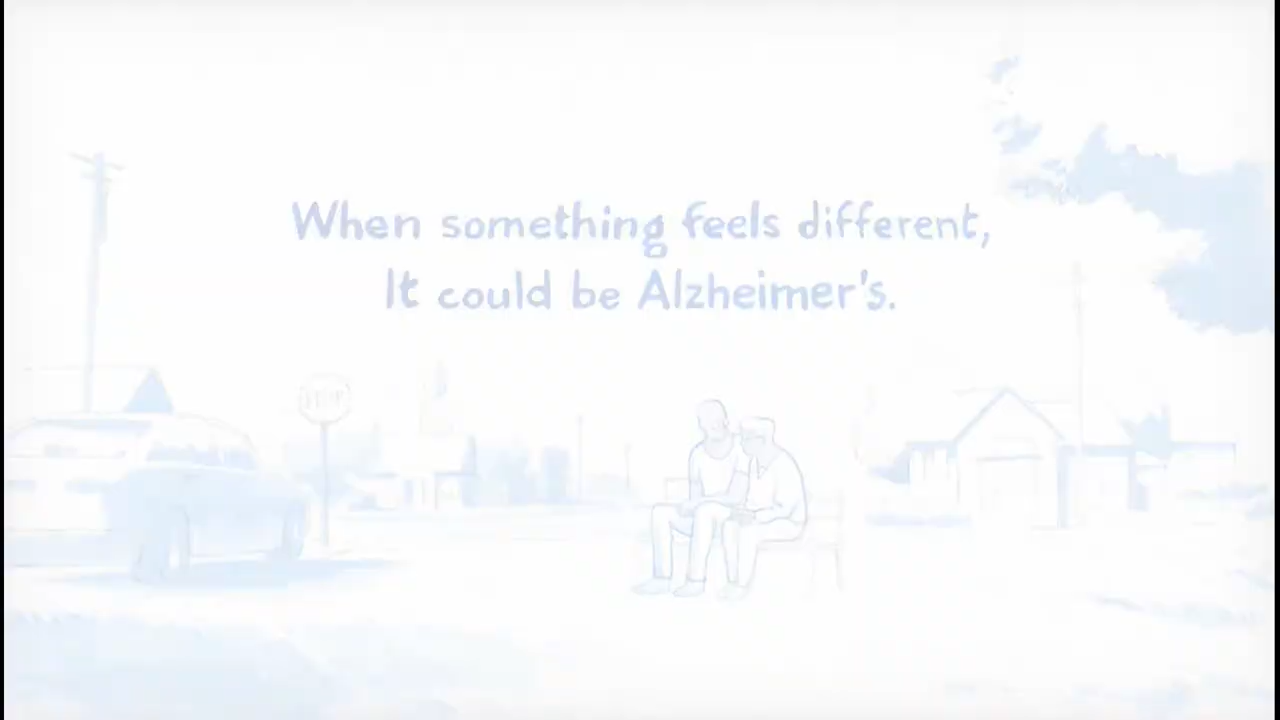 When something feels different,
It could be Alzheimer's.